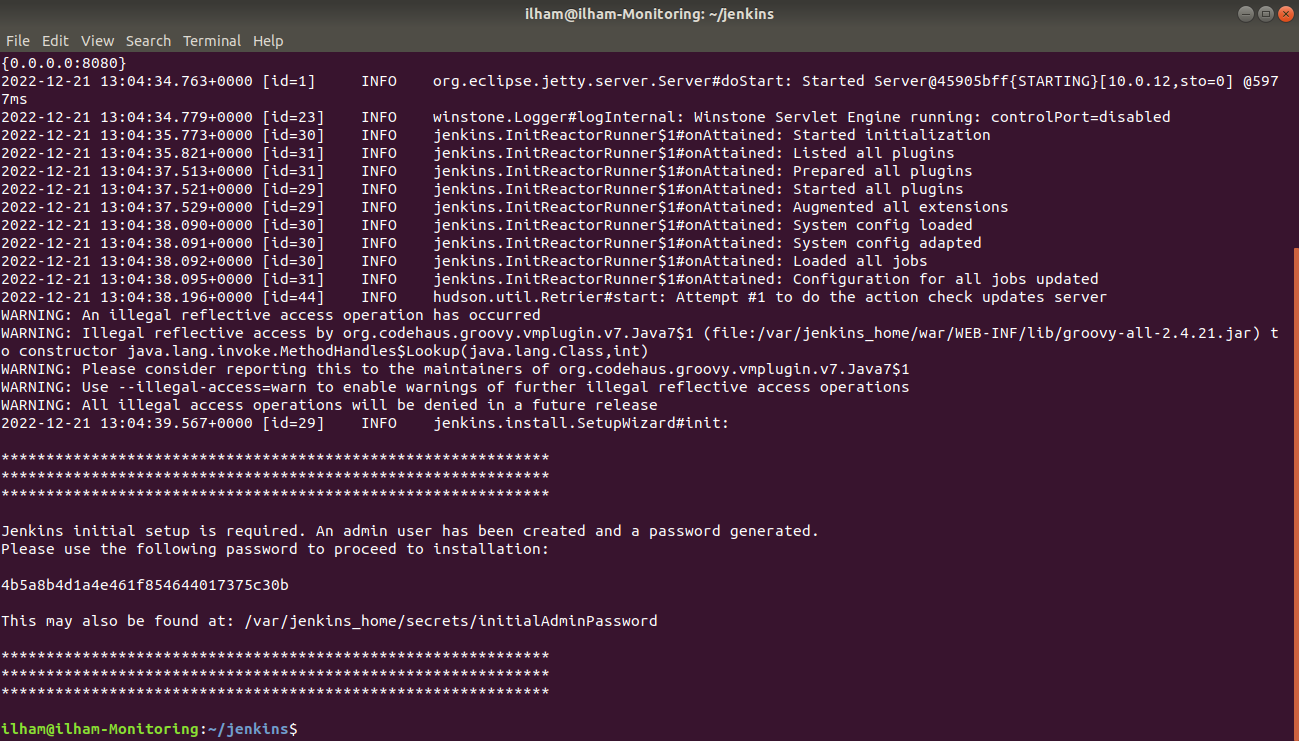 ilham@ilham-Monitoring: ~/jenkins
File Edit View Search Terminal Help
{0.0.0.0:8080}
2022-12-21 13:04:34.763+0000 [id=1]     INFO    org.eclipse.jetty.server.Server#doStart: Started Server@45905bff{STARTING}[10.0.12,sto=0] @597
7ms
2022-12-21 13:04:34.779+0000 [id=23]    INFO    winstone.Logger#logInternal: Winstone Servlet Engine running: controlPort=disabled
2022-12-21 13:04:35.773+0000 [id=30]    INFO    jenkins.InitReactorRunner$1#onAttained: Started initialization
2022-12-21 13:04:35.821+0000 [id=31]    INFO    jenkins.InitReactorRunner$1#onAttained: Listed all plugins
2022-12-21 13:04:37.513+0000 [id=31]    INFO    jenkins.InitReactorRunner$1#onAttained: Prepared all plugins
2022-12-21 13:04:37.521+0000 [id=29]    INFO    jenkins.InitReactorRunner$1#onAttained: Started all plugins
2022-12-21 13:04:37.529+0000 [id=29]    INFO    jenkins.InitReactorRunner$1#onAttained: Augmented all extensions
2022-12-21 13:04:38.090+0000 [id=30]    INFO    jenkins.InitReactorRunner$1#onAttained: System config loaded
2022-12-21 13:04:38.091+0000 [id=30]    INFO    jenkins.InitReactorRunner$1#onAttained: System config adapted
2022-12-21 13:04:38.092+0000 [id=30]    INFO    jenkins.InitReactorRunner$1#onAttained: Loaded all jobs
2022-12-21 13:04:38.095+0000 [id=31]    INFO    jenkins.InitReactorRunner$1#onAttained: Configuration for all jobs updated
2022-12-21 13:04:38.196+0000 [id=44]    INFO    hudson.util.Retrier#start: Attempt #1 to do the action check updates server
WARNING: An illegal reflective access operation has occurred
WARNING: Illegal reflective access by org.codehaus.groovy.vmplugin.v7.Java7$1 (file:/var/jenkins_home/war/WEB-INF/lib/groovy-all-2.4.21.jar) t
o constructor java.lang.invoke.MethodHandles$Lookup(java.lang.Class,int)
WARNING: Please consider reporting this to the maintainers of org.codehaus.groovy.vmplugin.v7.Java7$1
WARNING: Use --illegal-access=warn to enable warnings of further illegal reflective access operations
WARNING: All illegal access operations will be denied in a future release
2022-12-21 13:04:39.567+0000 [id=29]    INFO    jenkins.install.SetupWizard#init:
*************************************************************
*************************************************************
*************************************************************
Jenkins initial setup is required. An admin user has been created and a password generated.
Please use the following password to proceed to installation:
4b5a8b4d1a4e461f854644017375c30b
This may also be found at: /var/jenkins_home/secrets/initialAdminPassword
*************************************************************
*************************************************************
*************************************************************
ilham@ilham-Monitoring:~/jenkins$